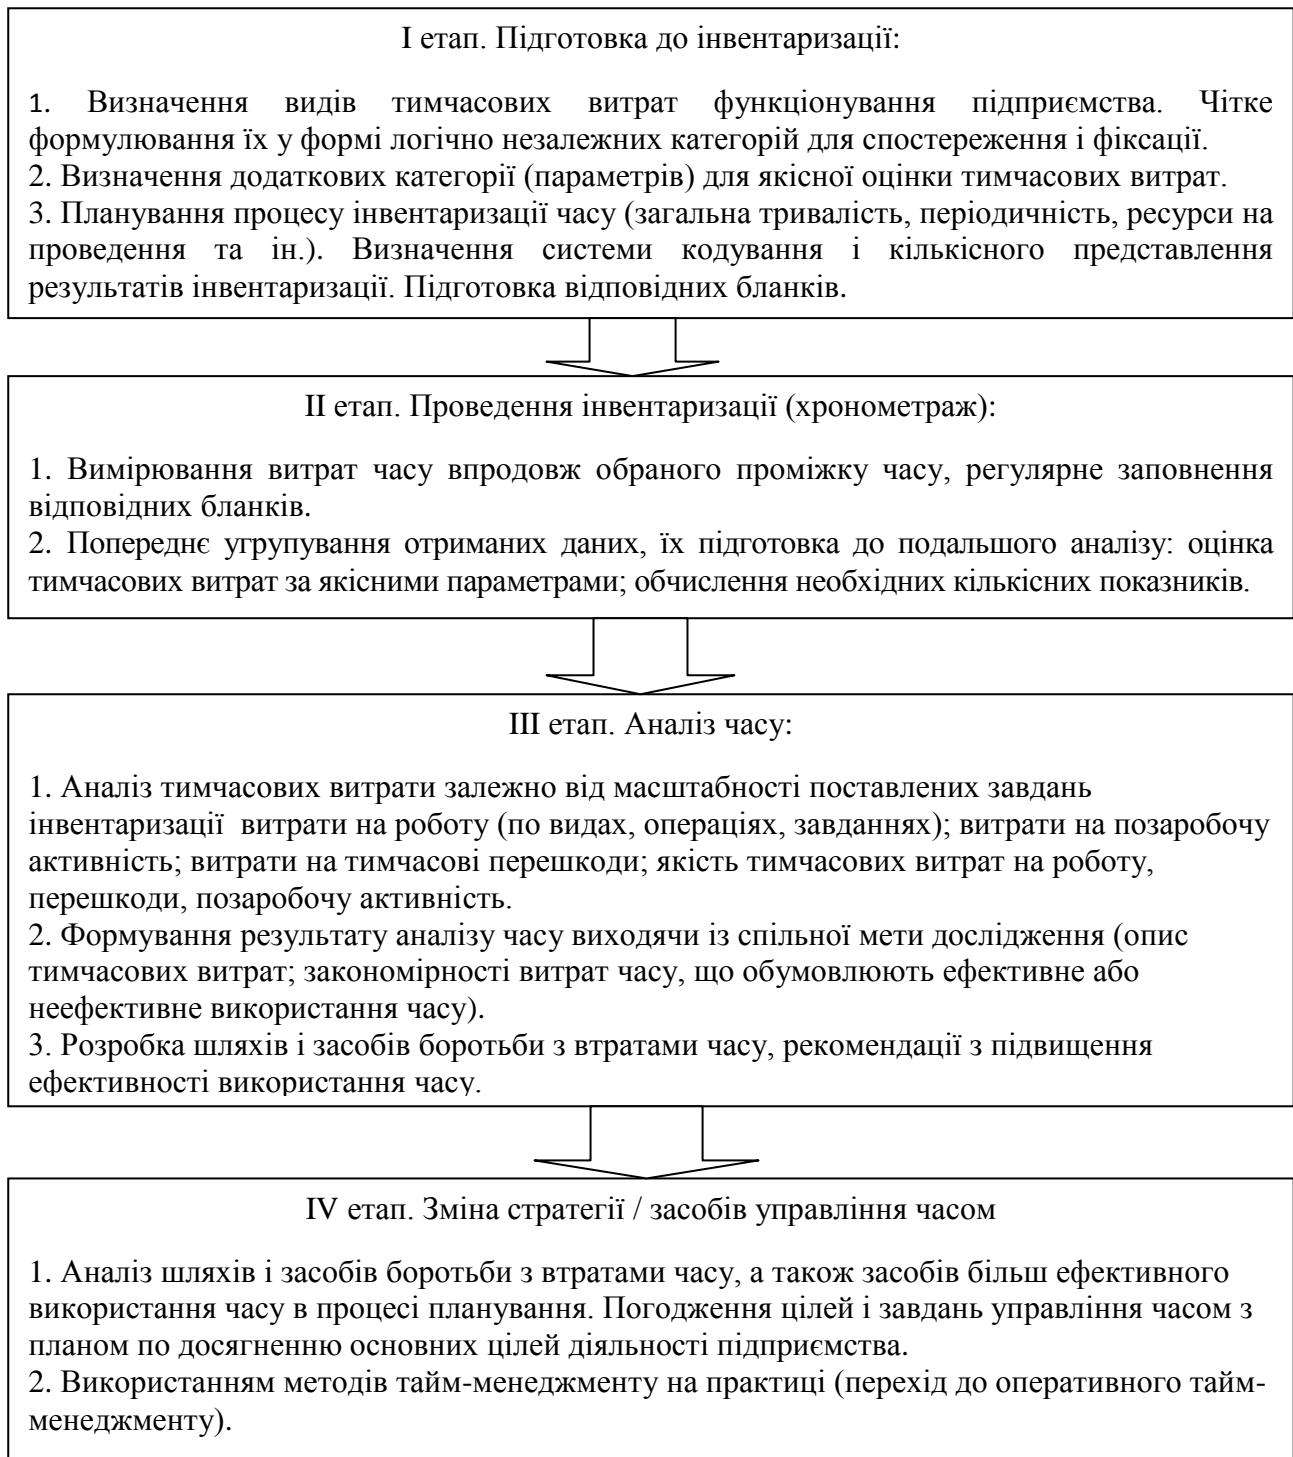 І етап. Підготовка до інвентаризації:
1. Визначення видів тимчасових витрат функціонування підприємства. Чітке
формулювання їх у формі логічно незалежних категорій для спостереження і фіксації.
2. Визначення додаткових категорії (параметрів) для якісної оцінки тимчасових витрат.
3. Планування процесу інвентаризації часу (загальна тривалість, періодичність, ресурси на
проведення та ін.). Визначення системи кодування і кількісного представлення
результатів інвентаризації. Підготовка відповідних бланків.
ІІ етап. Проведення інвентаризації (хронометраж):
1. Вимірювання витрат часу впродовж обраного проміжку часу, регулярне заповнення
відповідних бланків.
2. Попереднє угрупування отриманих даних, їх підготовка до подальшого аналізу: оцінка
тимчасових витрат за якісними параметрами; обчислення необхідних кількісних показників.
ІІІ етап. Аналіз часу:
1. Аналіз тимчасових витрати залежно від масштабності поставлених завдань
інвентаризації  витрати на роботу (по видах, операціях, завданнях); витрати на позаробочу
активність; витрати на тимчасові перешкоди; якість тимчасових витрат на роботу,
перешкоди, позаробочу активність.
2. Формування результату аналізу часу виходячи із спільної мети дослідження (опис
тимчасових витрат; закономірності витрат часу, що обумовлюють ефективне або
неефективне використання часу).
3. Розробка шляхів і засобів боротьби з втратами часу, рекомендації з підвищення
ефективності використання часу.
IV етап. Зміна стратегії / засобів управління часом
1. Аналіз шляхів і засобів боротьби з втратами часу, а також засобів більш ефективного
використання часу в процесі планування. Погодження цілей і завдань управління часом з
планом по досягненню основних цілей діяльності підприємства.
2. Використанням методів тайм-менеджменту на практиці (перехід до оперативного тайм-
менеджменту).